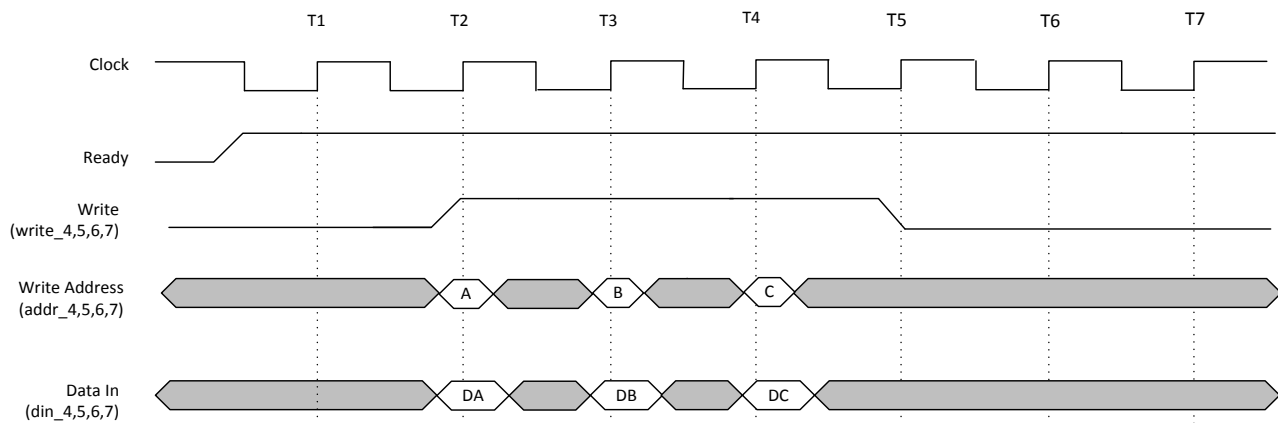 T1 T2 T3 T4 T5 T6 T7
Clock
Ready
Write
(write_4,5,6,7)
Write Address
(addr_4,5,6,7)
A B C
Data In
(din_4,5,6,7)
DA DB DC